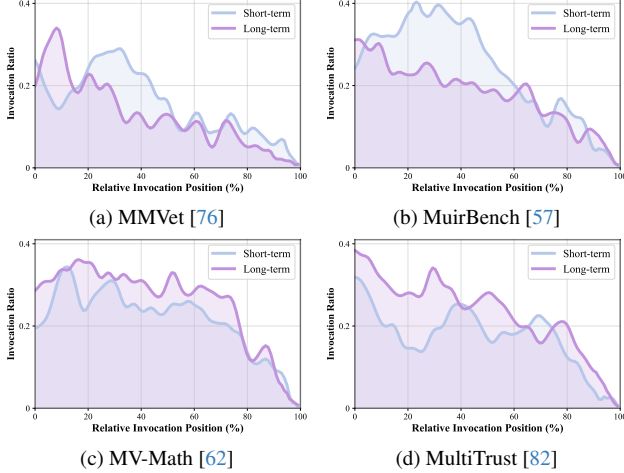 0.4
0.2
0
Invocation Ratio
Short-term
Long-term
0 20 40 60 80 100
Relative Invocation Position (%)
(a) MMVet [76]
0.4
0.2
0
Invocation Ratio
Short-term
Long-term
0 20 40 60 80 100
Relative Invocation Position (%)
(b) MuirBench [57]
0.4
0.2
0
Invocation Ratio
Short-term
Long-term
0 20 40 60 80 100
Relative Invocation Position (%)
(c) MV-Math [62]
0.4
0.2
0
Invocation Ratio
Short-term
Long-term
0 20 40 60 80 100
Relative Invocation Position (%)
(d) MultiTrust [82]